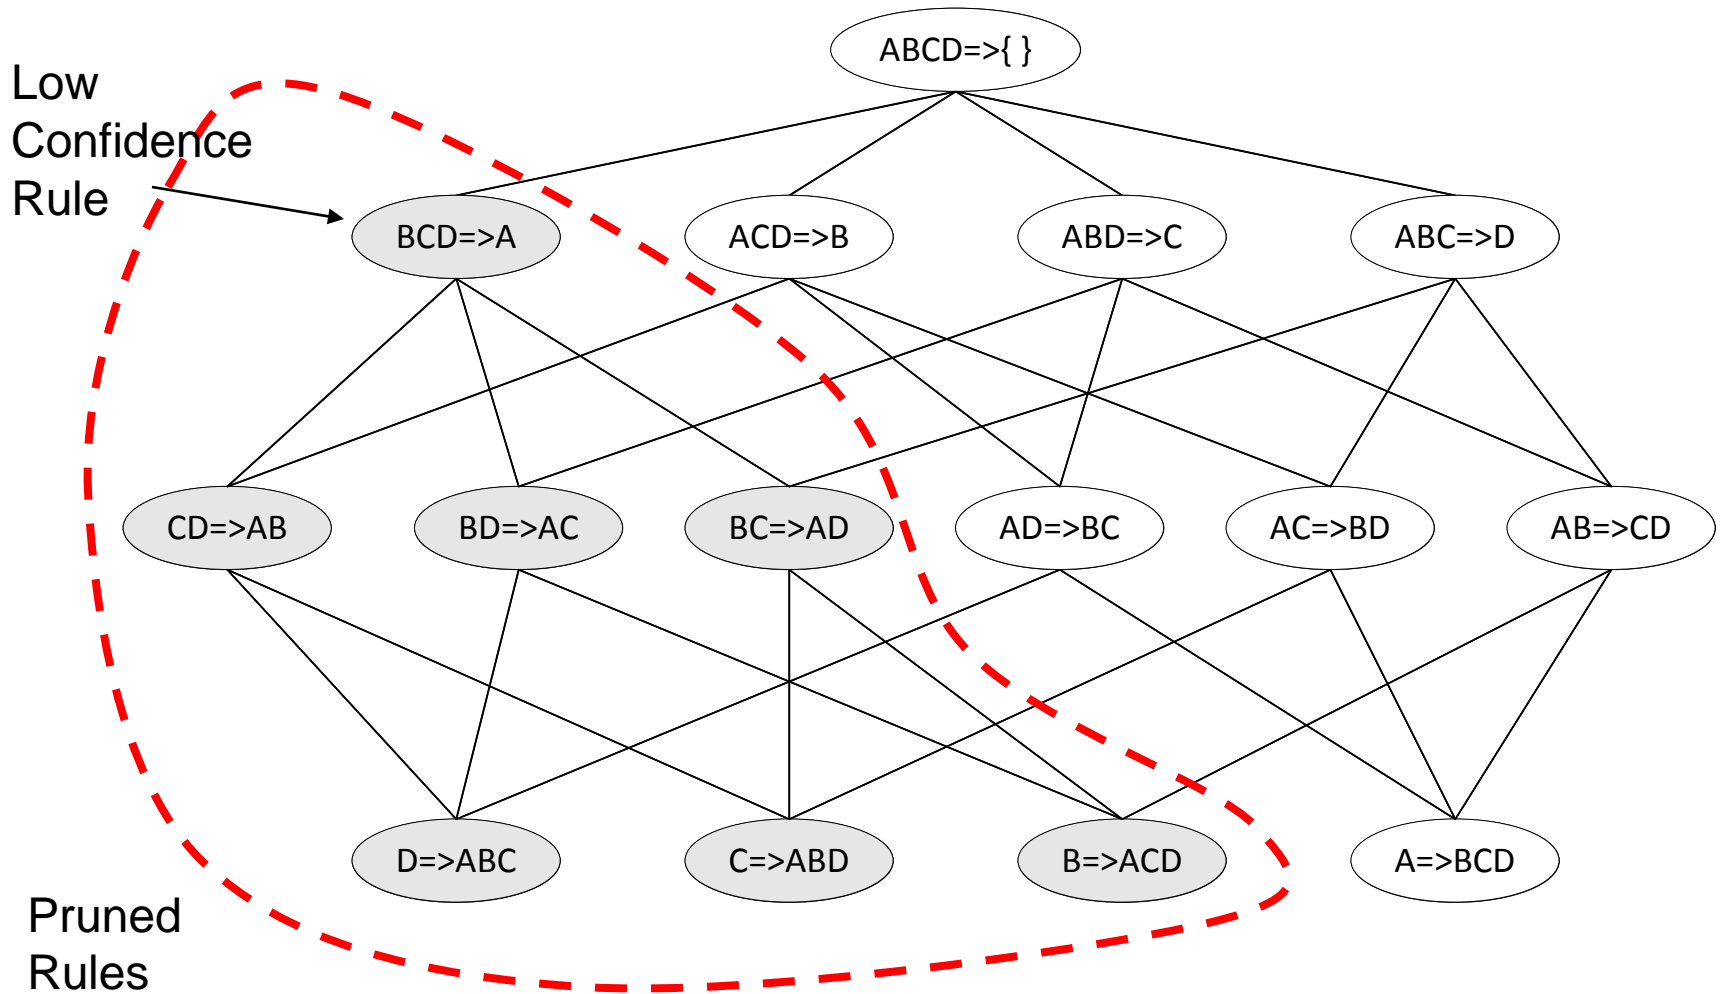 ABCD=>{ }
Low
Confidence
Rule
BCD=>A
ACD=>B
ABD=>C
ABC=>D
CD=>AB
BD=>AC
BC=>AD
AD=>BC
AC=>BD
AB=>CD
D=>ABC
C=>ABD
B=>ACD
A=>BCD
Pruned
Rules